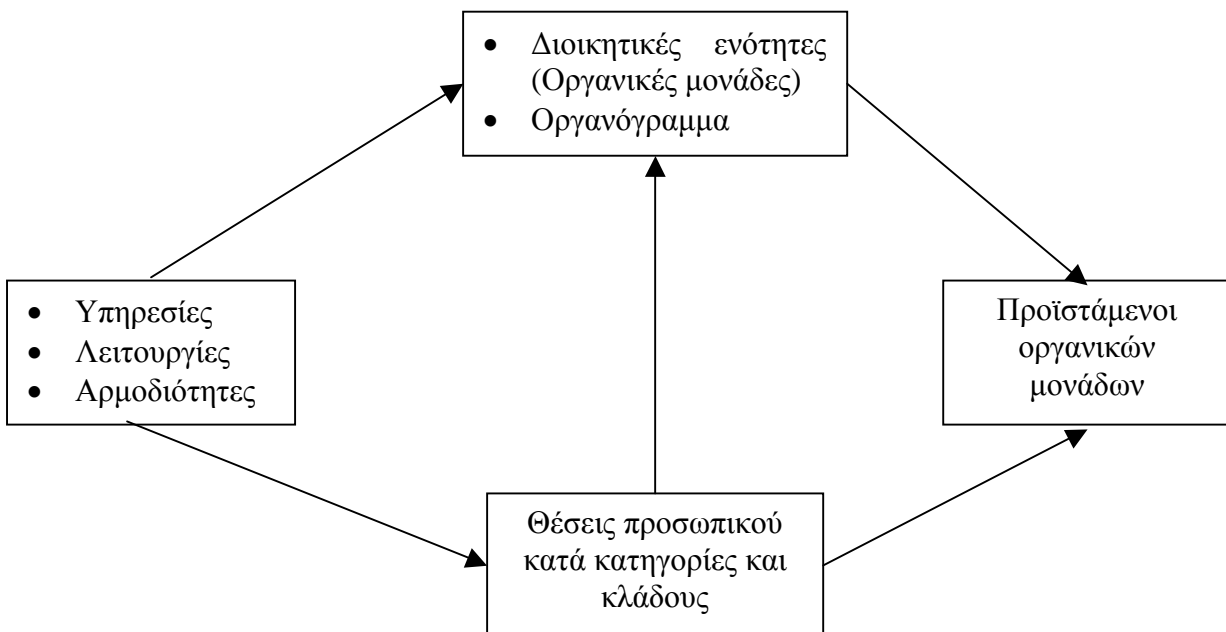 • Διοικητικές ενότητες
(Οργανικές μονάδες)
• Οργανόγραμμα
• Υπηρεσίες
• Λειτουργίες
• Αρμοδιότητες
Προϊστάμενοι
οργανικών
μονάδων
Θέσεις προσωπικού
κατά κατηγορίες και
κλάδους